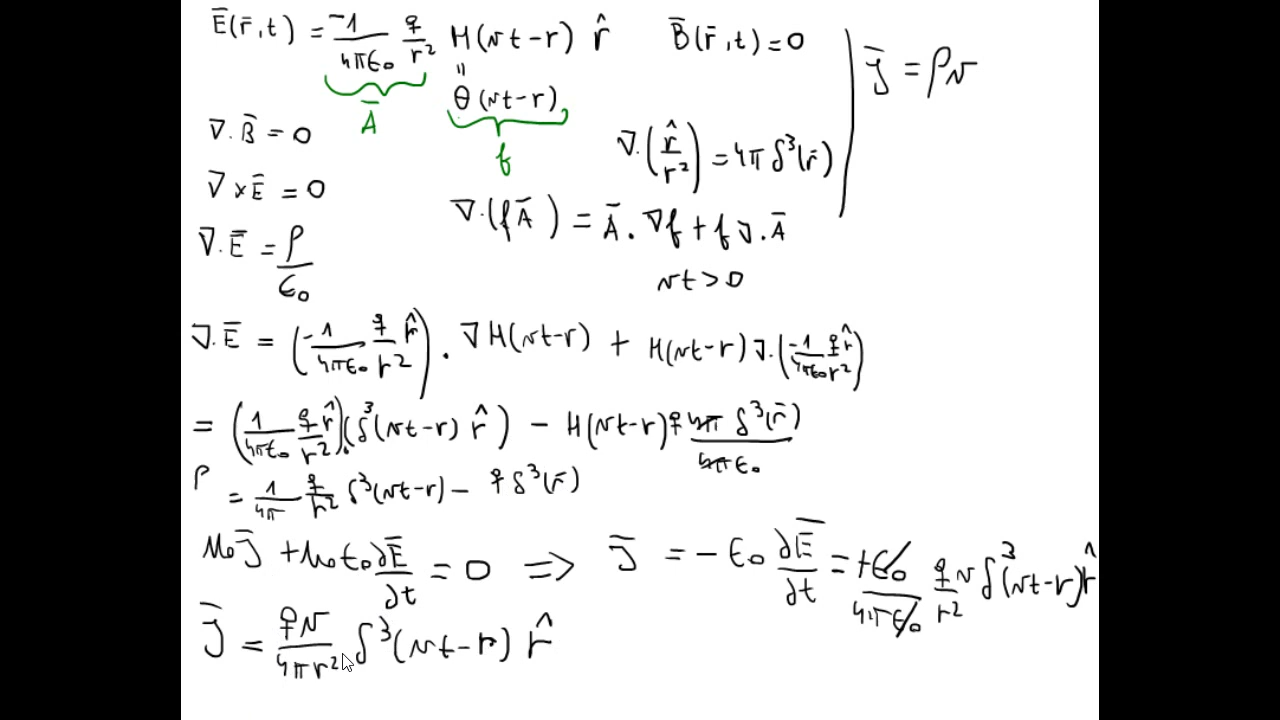 Ē(r̄,t) = -1/4πϵ₀ q/r² H(vt-r) r̂
B̄(r̄,t) = 0
J̄ = ρv
"
θ(vt-r)
Ā
f
∇·B̄ = 0
∇·(r̂/r²) = 4π δ³(r̄)
∇×Ē = 0
∇·(fĀ) = Ā·∇f + f∇·Ā
∇·Ē = ρ/ϵ₀
vt > 0
∇·Ē = (-1/4πϵ₀ q/r² r̂) · ∇H(vt-r) + H(vt-r) ∇·(-1/4πϵ₀ q r̂/r²)
= (1/4πϵ₀ q r̂/r²)·(δ³(vt-r) r̂) - H(vt-r) q 4π δ³(r̄)/4πϵ₀
ρ = 1/4π q/r² δ³(vt-r) - q δ³(r̄)
μ₀J̄ + μ₀ϵ₀ ∂Ē/∂t = 0 => J̄ = -ϵ₀ ∂Ē/∂t = +ϵ₀/4πϵ₀ q/r² v δ³(vt-r) r̂
J̄ = qv/4πr² δ³(vt-r) r̂